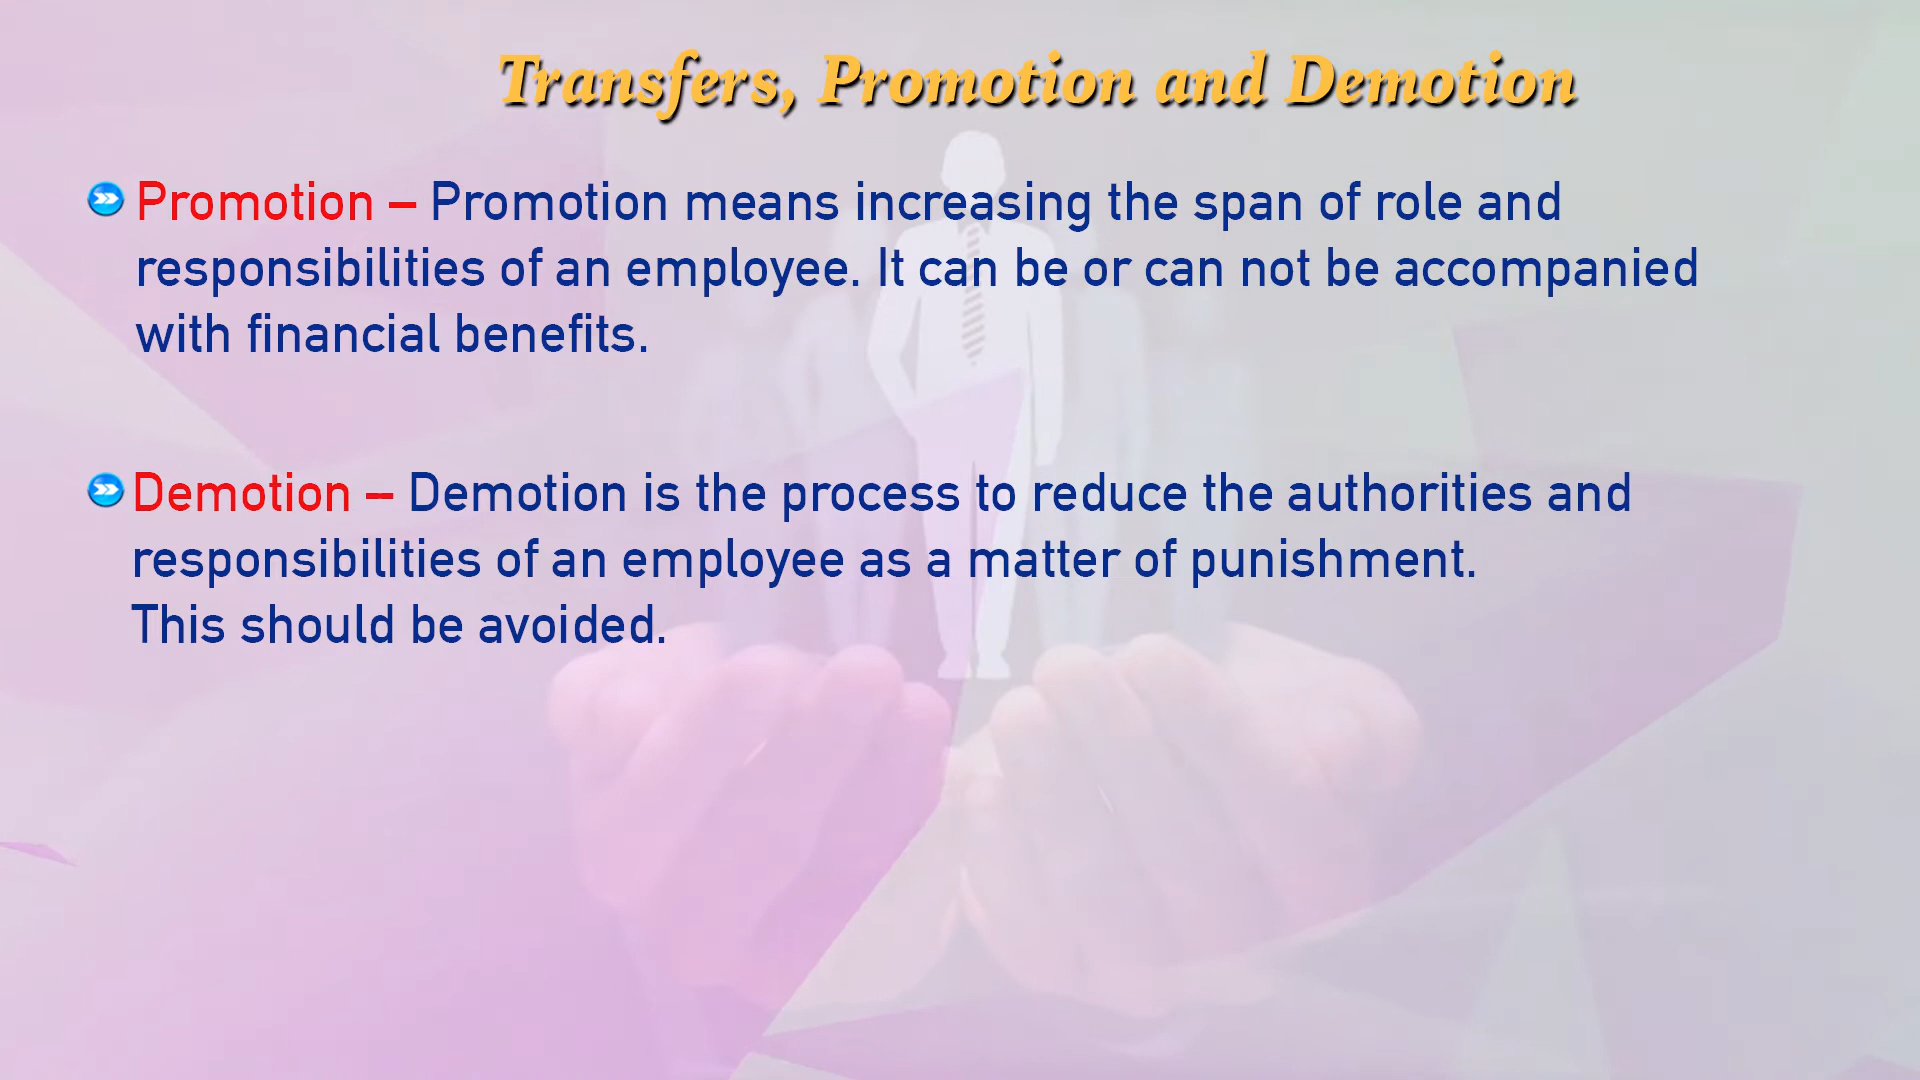 Transfers, Promotion and Demotion
Promotion – Promotion means increasing the span of role and
responsibilities of an employee. It can be or can not be accompanied
with financial benefits.
Demotion – Demotion is the process to reduce the authorities and
responsibilities of an employee as a matter of punishment.
This should be avoided.